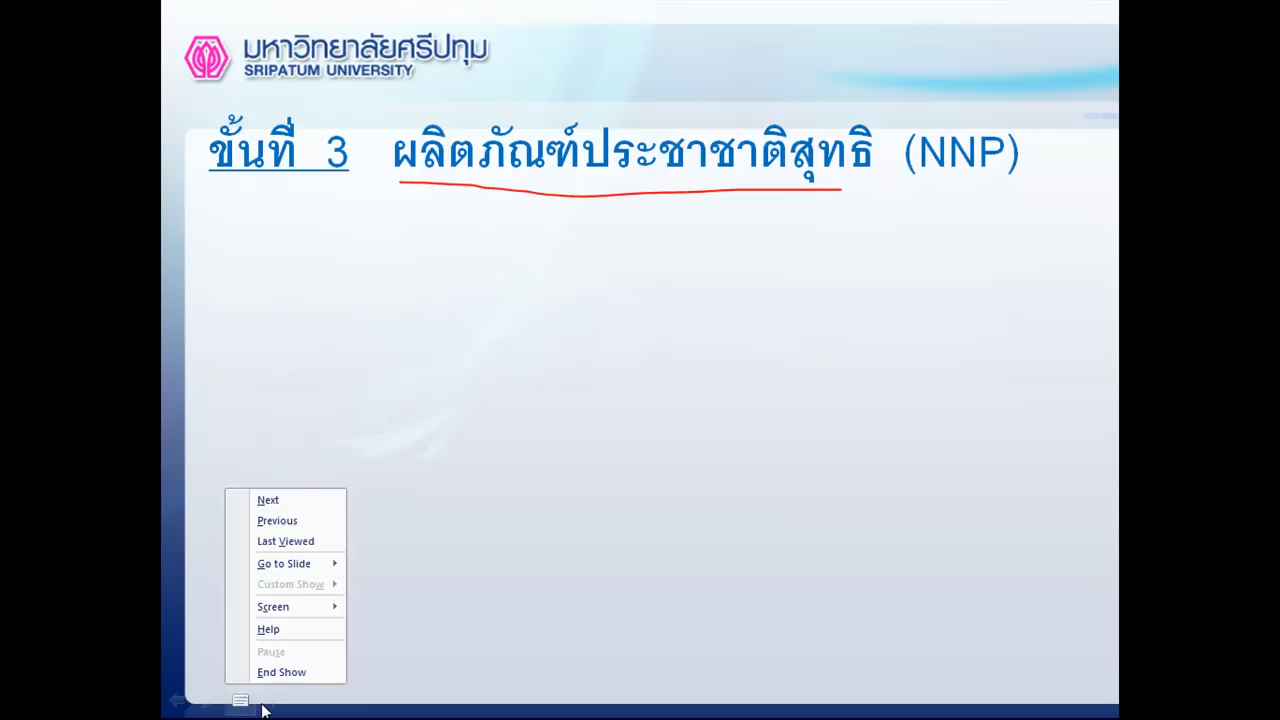 มหาวิทยาลัยศรีปทุม
SRIPATUM UNIVERSITY
ขั้นที่ 3 ผลิตภัณฑ์ประชาชาติสุทธิ (NNP)
Next
Previous
Last Viewed
Go to Slide
Custom Show
Screen
Help
Pause
End Show